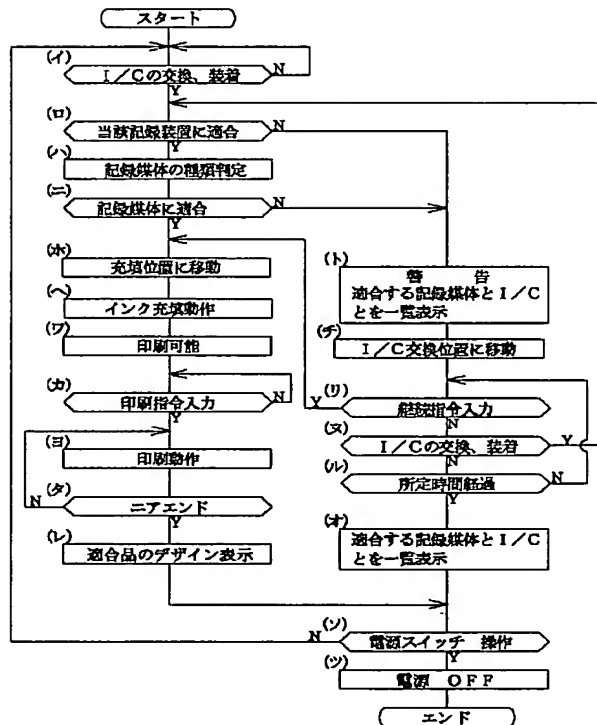 スタート
(イ)
I/Cの交換、装着
N
Y
(ロ)
当該記録装置に適合
N
Y
(ハ)
記録媒体の種類判定
(ニ)
記録媒体に適合
N
Y
(ホ)
充填位置に移動
(ヘ)
インク充填動作
(ワ)
印刷可能
(カ)
印刷指令入力
N
Y
(ヨ)
印刷動作
(タ)
ニアエンド
N
Y
(レ)
適合品のデザイン表示
(ト)
警 告
適合する記録媒体とI/C
とを一覧表示
(チ)
I/C交換位置に移動
(リ)
継続指令入力
Y
N
(ヌ)
I/Cの交換、装着
Y
N
(ル)
所定時間経過
N
Y
(オ)
適合する記録媒体とI/C
とを一覧表示
(ソ)
電源スイッチ 操作
N
Y
(ツ)
電源 OFF
エンド